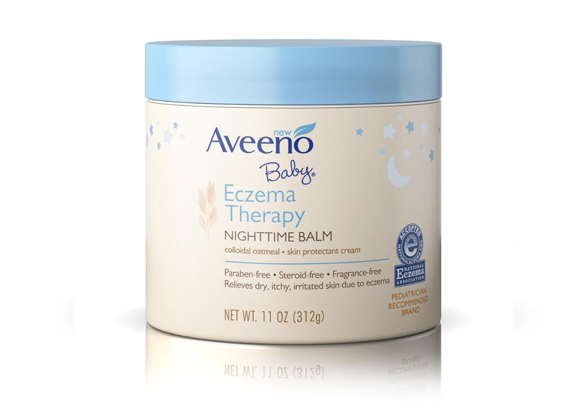 new
Aveeno
Baby®
Eczema
Therapy
NIGHTTIME BALM
colloidal oatmeal • skin protectant cream
Paraben-free • Steroid-free • Fragrance-free
Relieves dry, itchy, irritated skin due to eczema
NET WT. 11 OZ (312g)
ACCEPTED
e
NATIONAL
Eczema
ASSOCIATION
PEDIATRICIAN
RECOMMENDED
BRAND